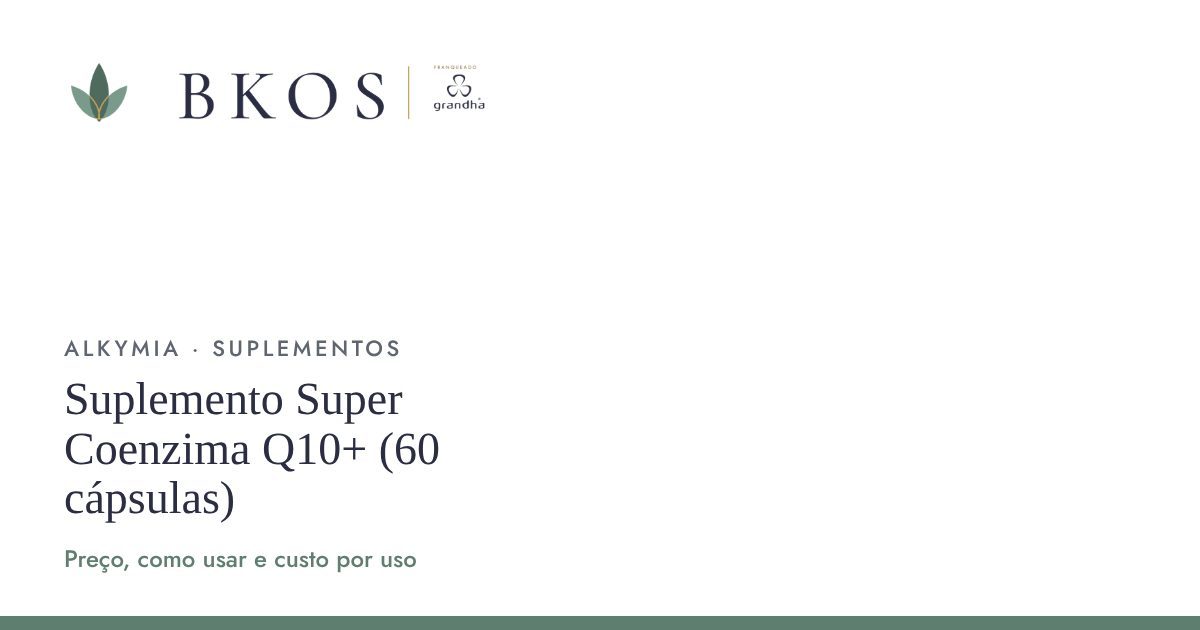 BKOS
FRANQUEADO
grandha
ALKYMIA · SUPLEMENTOS
Suplemento Super
Coenzima Q10+ (60
cápsulas)
Preço, como usar e custo por uso